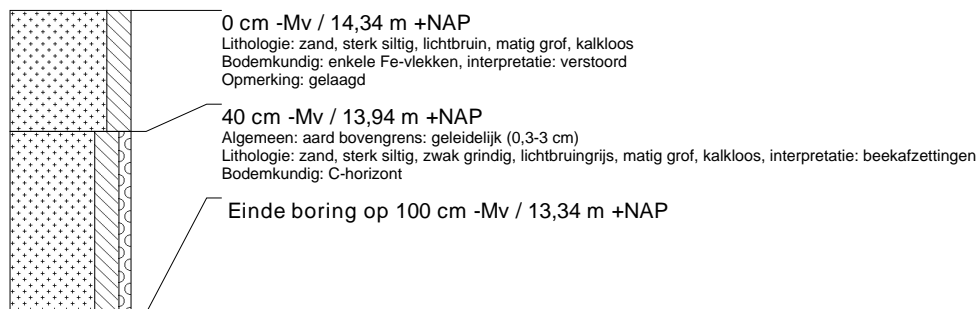 0 cm -Mv / 14,34 m +NAP
Lithologie: zand, sterk siltig, lichtbruin, matig grof, kalkloos
Bodemkundig: enkele Fe-vlekken, interpretatie: verstoord
Opmerking: gelaagd
40 cm -Mv / 13,94 m +NAP
Algemeen: aard bovengrens: geleidelijk (0,3-3 cm)
Lithologie: zand, sterk siltig, zwak grindig, lichtbruingrijs, matig grof, kalkloos, interpretatie: beekafzettingen
Bodemkundig: C-horizont
Einde boring op 100 cm -Mv / 13,34 m +NAP